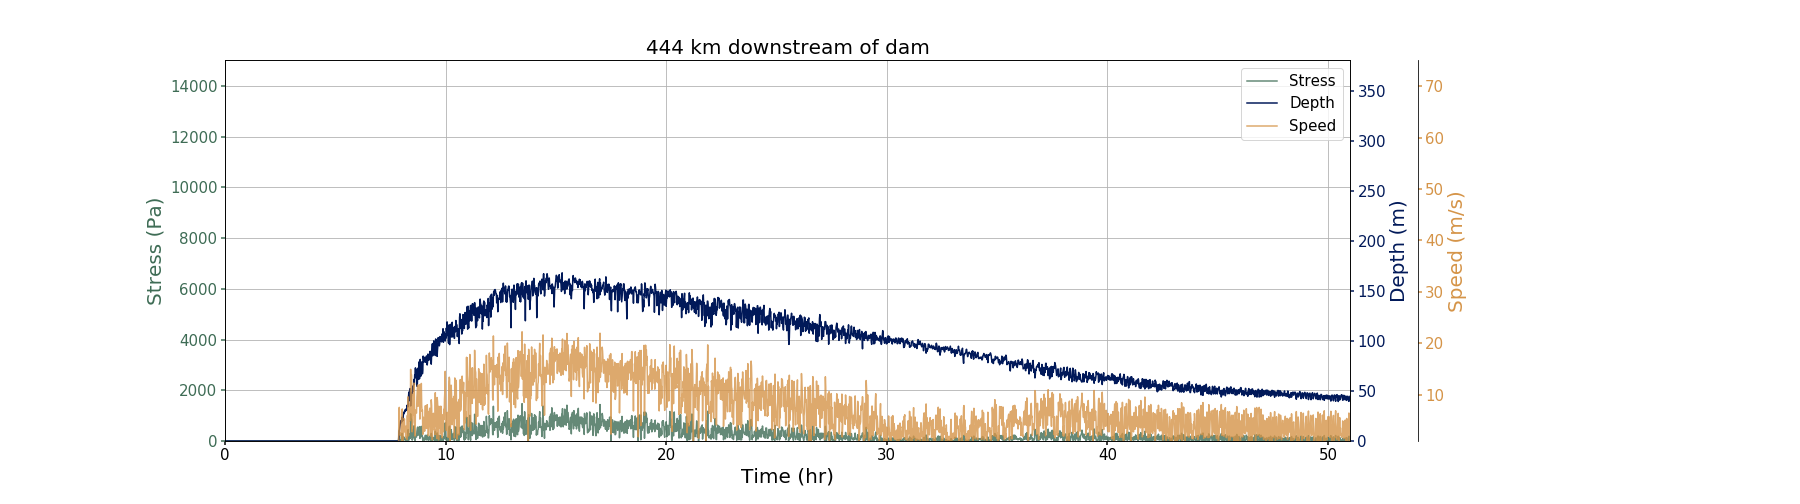 444 km downstream of dam
Stress (Pa)
14000
12000
10000
8000
6000
4000
2000
0
Stress
Depth
Speed
350
300
250
200
150
100
50
0
Depth (m)
70
60
50
40
30
20
10
Speed (m/s)
0 10 20 30 40 50
Time (hr)